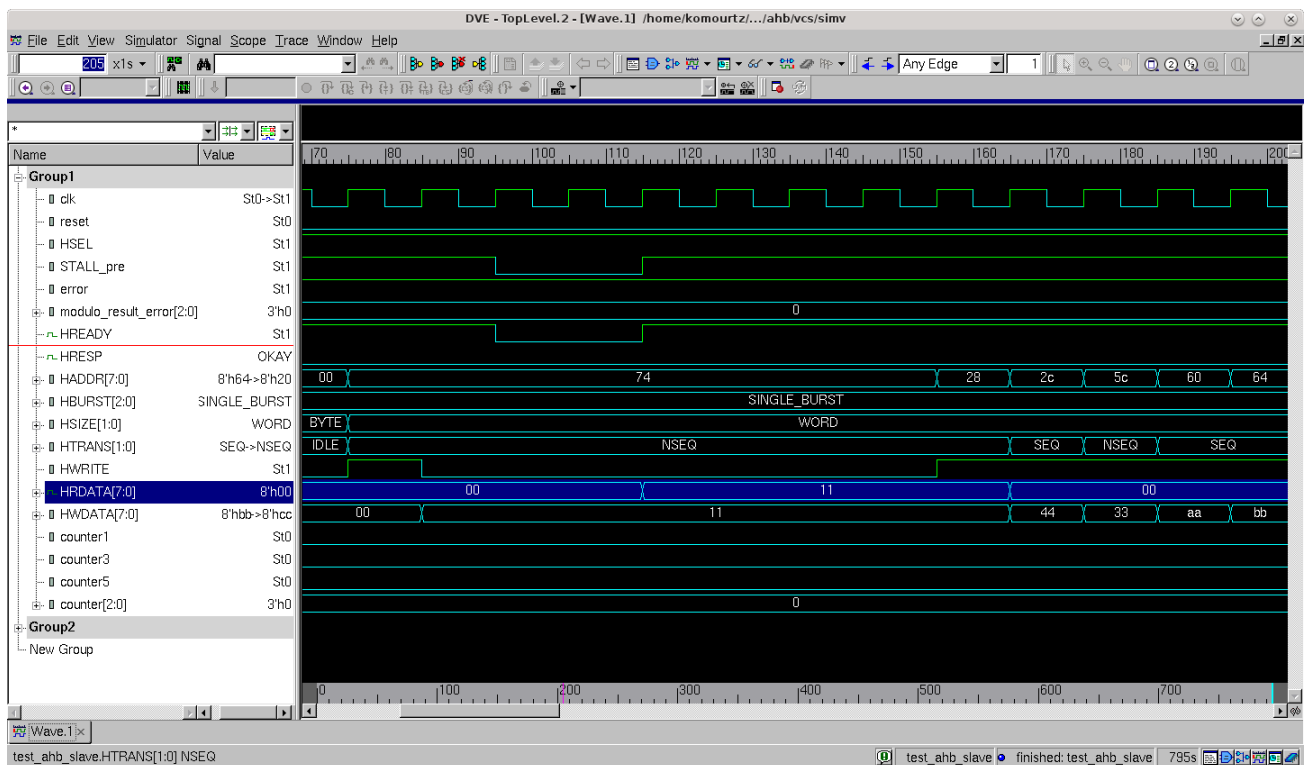 DVE - TopLevel.2 - [Wave.1] /home/komourtz/.../ahb/vcs/simv
File Edit View Simulator Signal Scope Trace Window Help
205 x1s Any Edge 1
*
Name Value |70 |80 |90 |100 |110 |120 |130 |140 |150 |160 |170 |180 |190 |200
Group1
clk St0->St1
reset St0
HSEL St1
STALL_pre St1
error St1
modulo_result_error[2:0] 3'h0 0
HREADY St1
HRESP OKAY
HADDR[7:0] 8'h64->8'h20 00 74 28 2c 5c 60 64
HBURST[2:0] SINGLE_BURST SINGLE_BURST
HSIZE[1:0] WORD BYTE WORD
HTRANS[1:0] SEQ->NSEQ IDLE NSEQ SEQ NSEQ SEQ
HWRITE St1
HRDATA[7:0] 8'h00 00 11 00
HWDATA[7:0] 8'hbb->8'hcc 00 11 44 33 aa bb
counter1 St0
counter3 St0
counter5 St0
counter[2:0] 3'h0 0
Group2
New Group
|0 |100 |200 |300 |400 |500 |600 |700
Wave.1
test_ahb_slave.HTRANS[1:0] NSEQ test_ahb_slave finished: test_ahb_slave 795s